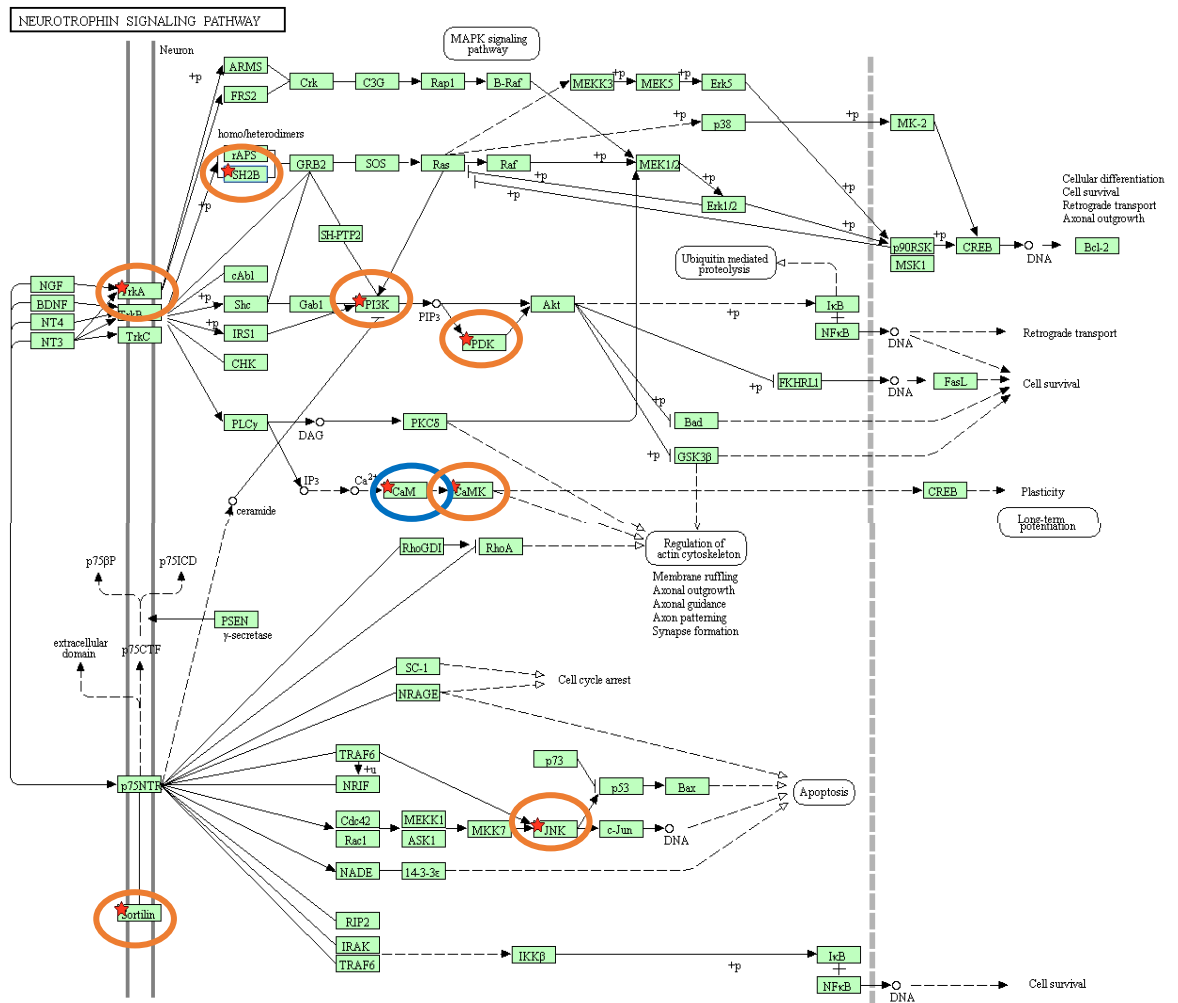 NEUROTROPHIN SIGNALING PATHWAY
Neuron
MAPK signaling
pathway
ARMS
+p
FRS2
Crk
C3G
Rap1
B-Raf
MEKK3
+p
MEK5
+p
Erk5
p38
+p
MK-2
+p
homo/heterodimers
rAPS
SH2B
+p
GRB2
SOS
Ras
Raf
+p
MEK1/2
+p
+p
+p
Erk1/2
+p
Cellular differentiation
Cell survival
Retrograde transport
Axonal outgrowth
SH-PTP2
p90RSK
+p
MSK1
CREB
DNA
Bcl-2
Ubiquitin mediated
proteolysis
NGF
BDNF
NT4
NT3
TrkA
TrkB
TrkC
cAbl
+p
Shc
Gab1
PI3K
PIP3
Akt
+p
IκB
+p
IRS1
PDK
NFκB
DNA
Retrograde transport
CHK
+p
FKHRL1
DNA
FasL
Cell survival
PLCγ
DAG
PKCδ
+p
Bad
+p
GSK3β
IP3
Ca2+
CaM
CaMK
CREB
Plasticity
ceramide
Long-term
potentiation
RhoGDI
RhoA
Regulation of
actin cytoskeleton
p75βP
p75ICD
Membrane ruffling
Axonal outgrowth
Axonal guidance
Axon patterning
Synapse formation
PSEN
γ-secretase
extracellular
domain
p75CTF
SC-1
Cell cycle arrest
NRAGE
TRAF6
+u
NRIF
p73
p53
Bax
p75NTR
Apoptosis
Cdc42
Rac1
MEKK1
ASK1
MKK7
JNK
c-Jun
DNA
NADE
14-3-3ε
Sortilin
RIP2
IRAK
TRAF6
IKKβ
+p
IκB
NFκB
DNA
Cell survival